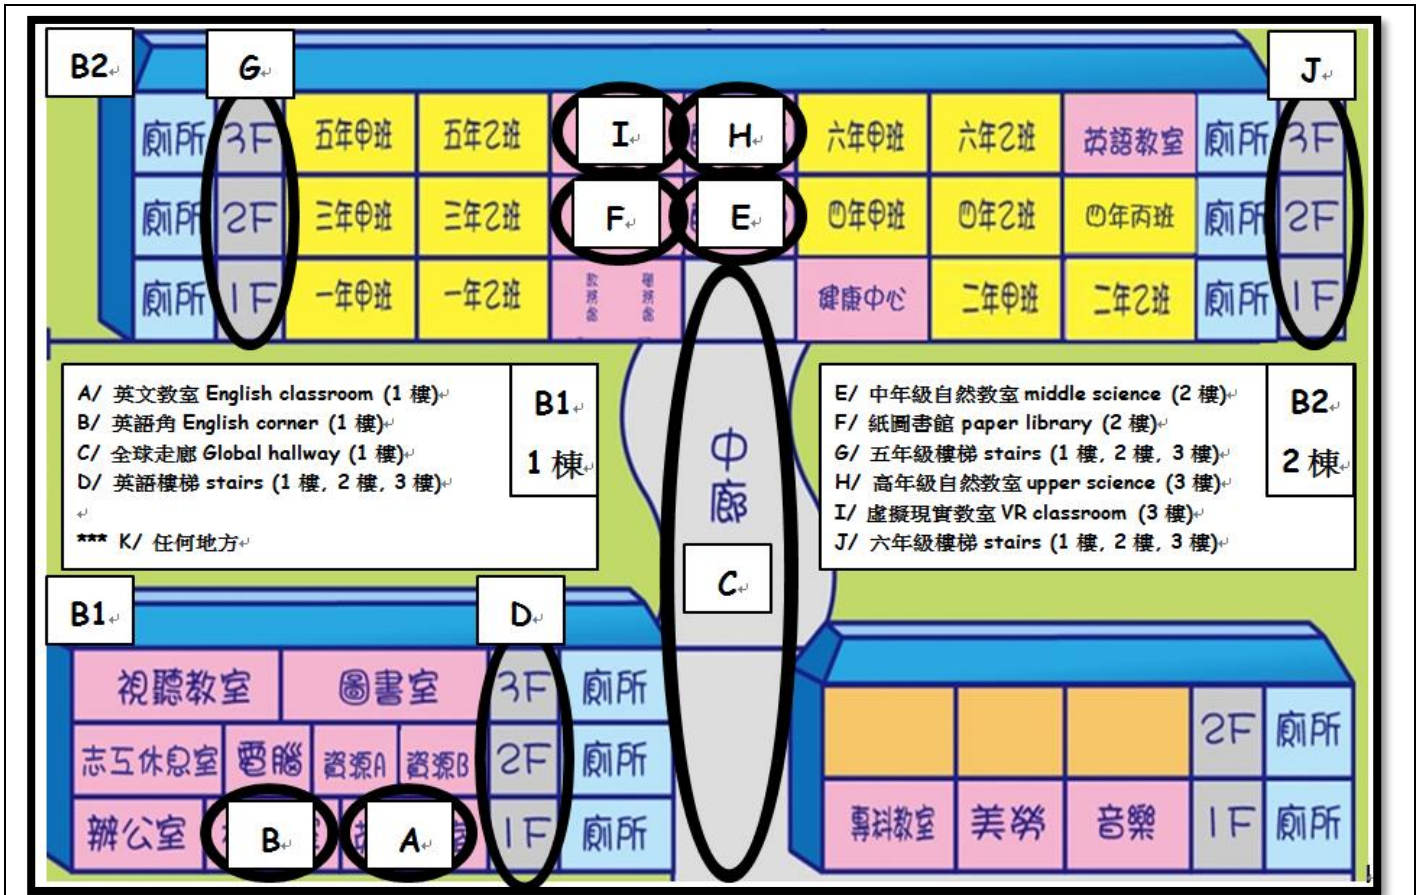 B2 G J
廁所 3F 五年甲班 五年乙班 I H 六年甲班 六年乙班 英語教室 廁所 3F
廁所 2F 三年甲班 三年乙班 F E 四年甲班 四年乙班 四年丙班 廁所 2F
廁所 1F 一年甲班 一年乙班 教務處 學務處 健康中心 二年甲班 二年乙班 廁所 1F
A/ 英文教室 English classroom (1 樓)
B/ 英語角 English corner (1 樓)
C/ 全球走廊 Global hallway (1 樓)
D/ 英語樓梯 stairs (1 樓, 2 樓, 3 樓)
*** K/ 任何地方
B1
1 棟
中廊
C
E/ 中年級自然教室 middle science (2 樓)
F/ 紙圖書館 paper library (2 樓)
G/ 五年級樓梯 stairs (1 樓, 2 樓, 3 樓)
H/ 高年級自然教室 upper science (3 樓)
I/ 虛擬現實教室 VR classroom (3 樓)
J/ 六年級樓梯 stairs (1 樓, 2 樓, 3 樓)
B2
2 棟
B1 D
視聽教室 圖書室 3F 廁所
志工休息室 電腦 資源A 資源B 2F 廁所
辦公室 B A 1F 廁所
2F 廁所
專科教室 美勞 音樂 1F 廁所